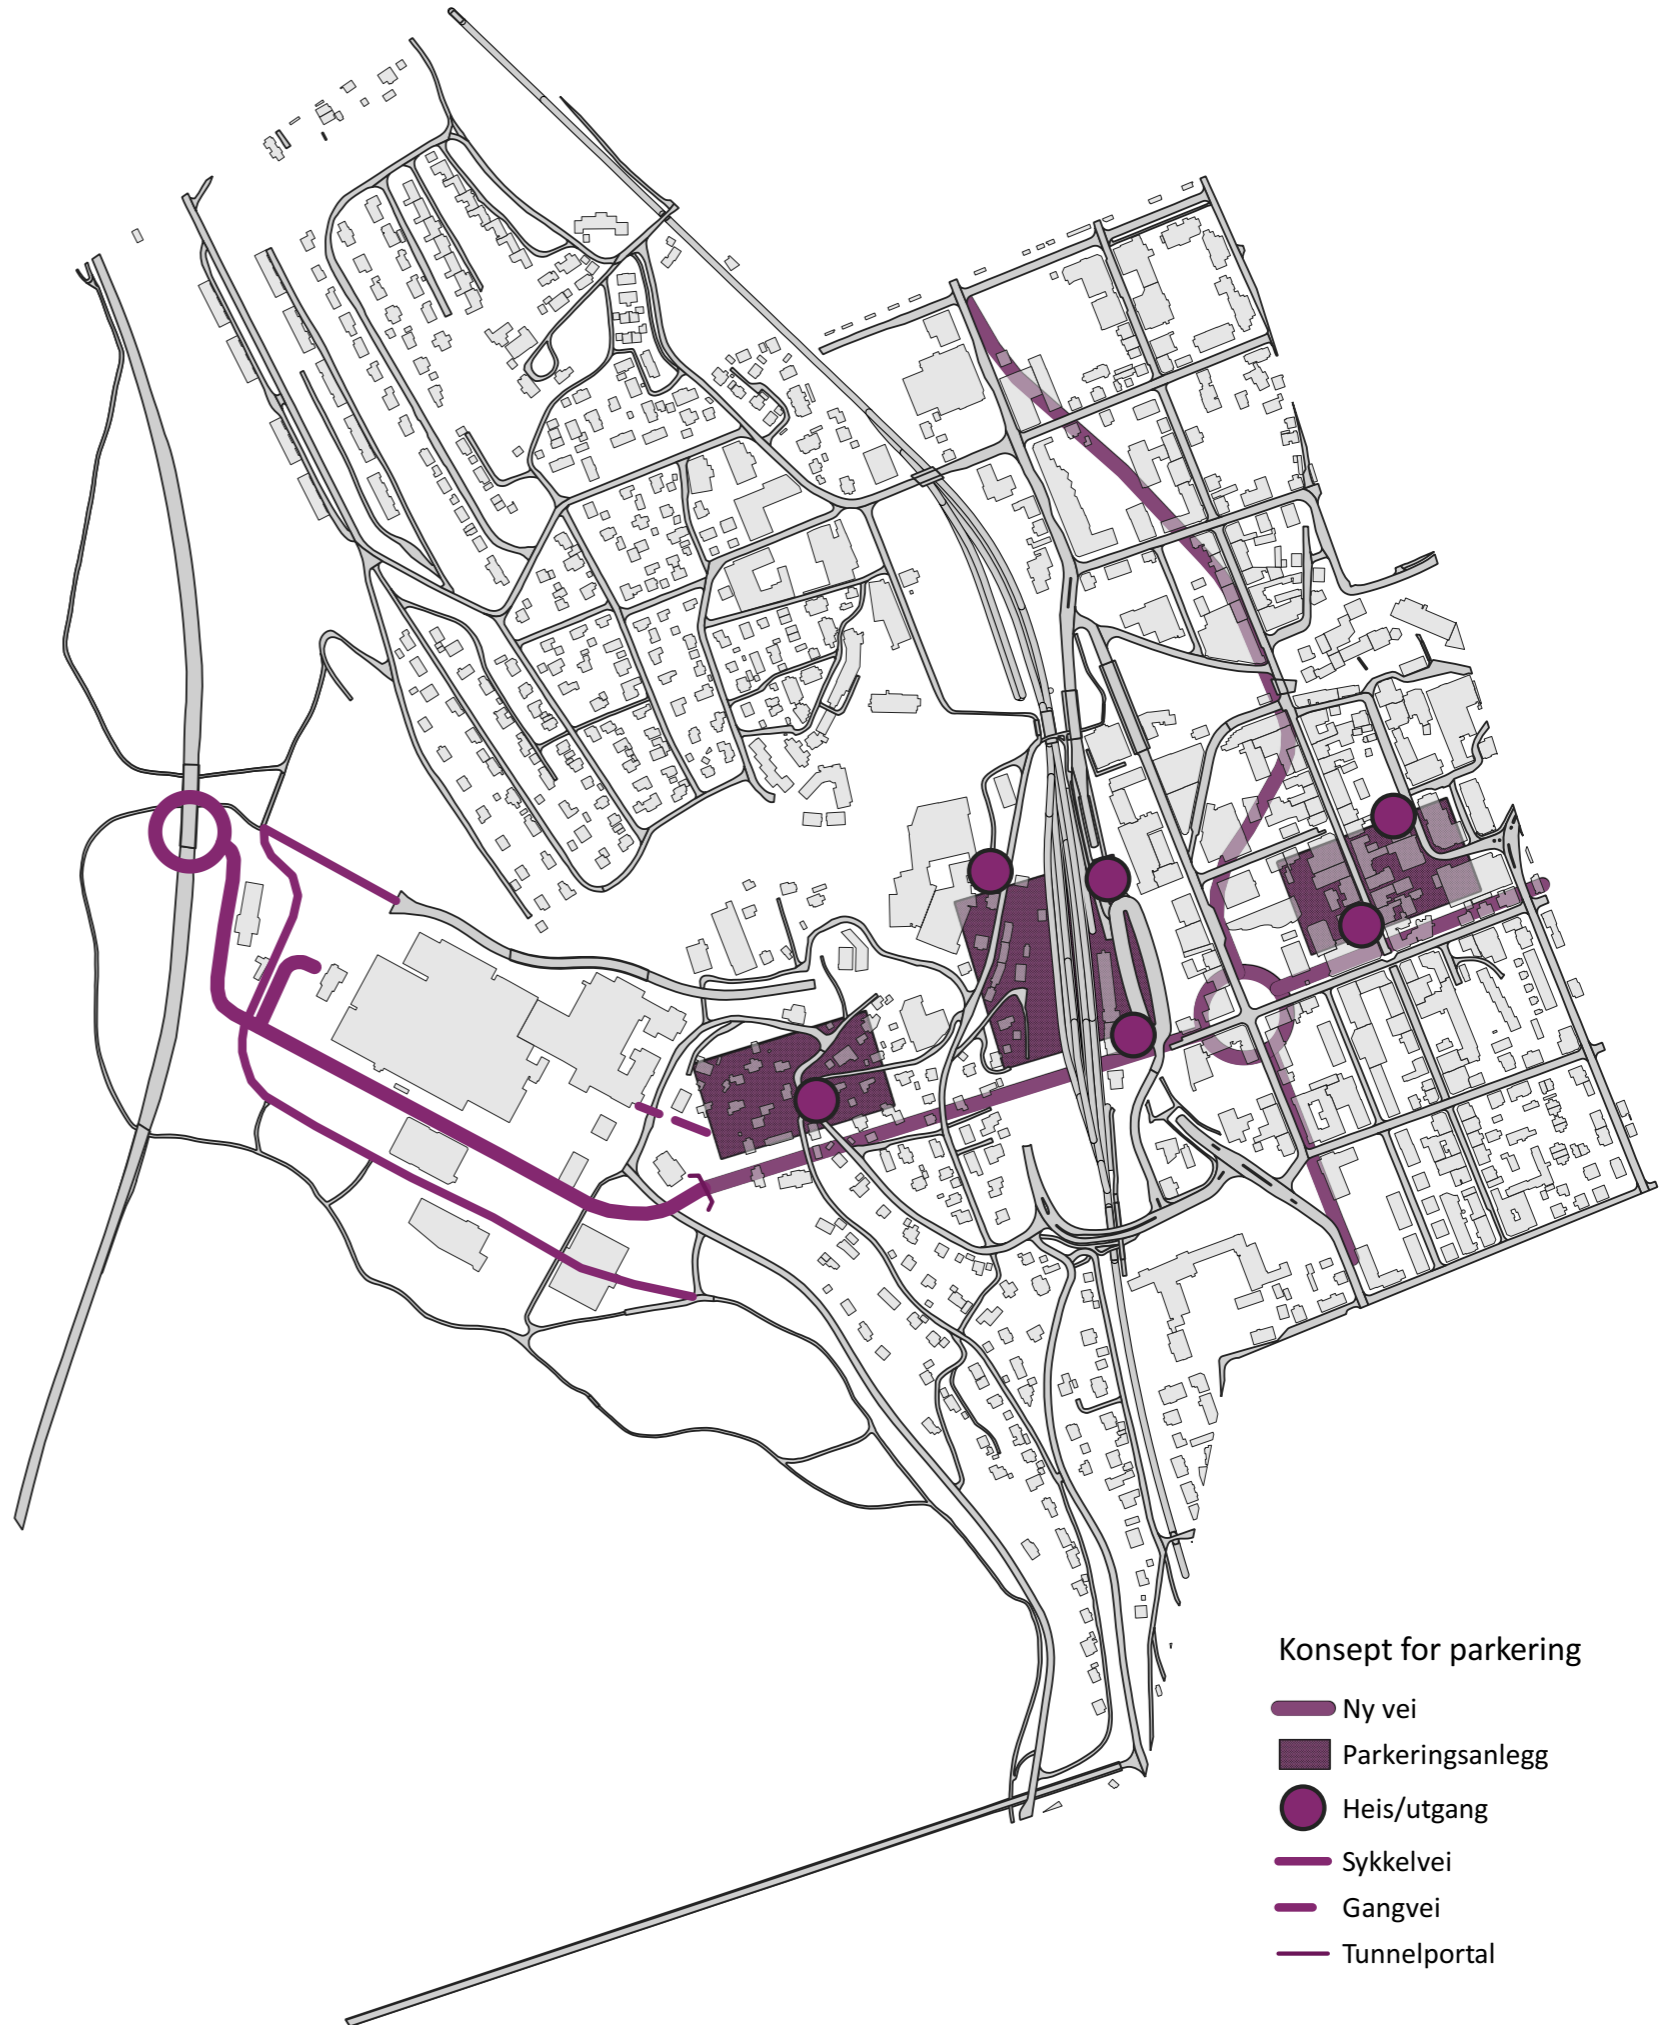 Konsept for parkering
Ny vei
Parkeringsanlegg
Heis/utgang
Sykkelvei
Gangvei
Tunnelportal